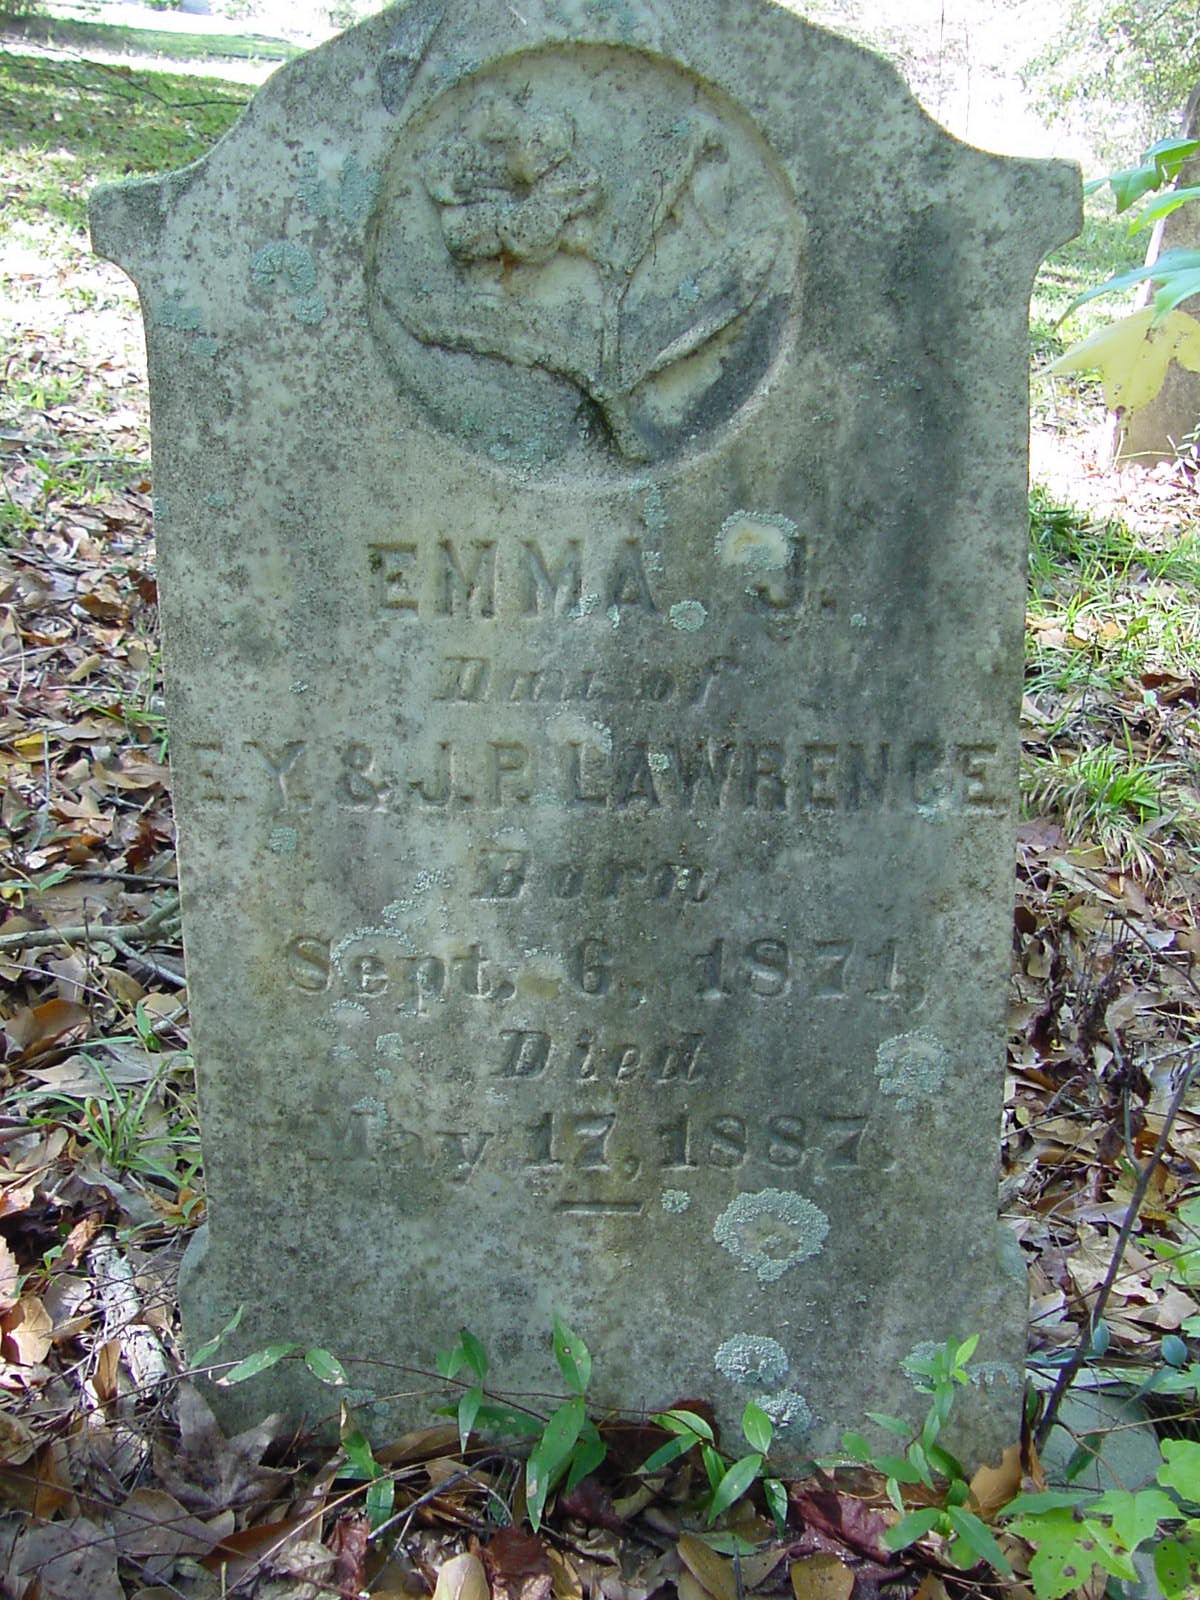 EMMA J.
Dau. of
E.Y. & J.P. LAWRENCE.
Born
Sept. 6, 1871,
Died
May 17, 1887.